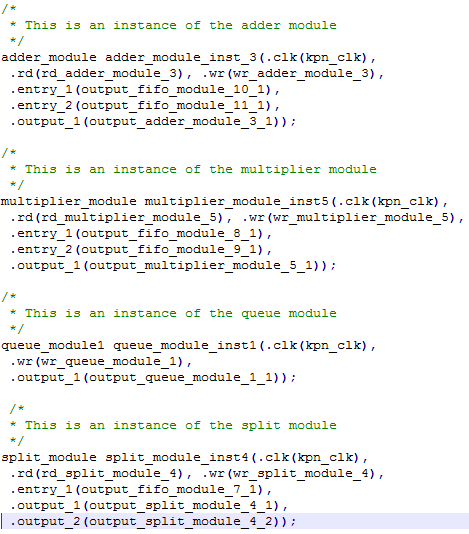 /*
 * This is an instance of the adder module
 */
adder_module adder_module_inst_3(.clk(kpn_clk),
 .rd(rd_adder_module_3), .wr(wr_adder_module_3),
 .entry_1(output_fifo_module_10_1),
 .entry_2(output_fifo_module_11_1),
 .output_1(output_adder_module_3_1));

/*
 * This is an instance of the multiplier module
 */
multiplier_module multiplier_module_inst5(.clk(kpn_clk),
 .rd(rd_multiplier_module_5), .wr(wr_multiplier_module_5),
 .entry_1(output_fifo_module_8_1),
 .entry_2(output_fifo_module_9_1),
 .output_1(output_multiplier_module_5_1));

/*
 * This is an instance of the queue module
 */
queue_module1 queue_module_inst1(.clk(kpn_clk),
 .wr(wr_queue_module_1),
 .output_1(output_queue_module_1_1));

 /*
 * This is an instance of the split module
 */
split_module split_module_inst4(.clk(kpn_clk),
 .rd(rd_split_module_4), .wr(wr_split_module_4),
 .entry_1(output_fifo_module_7_1),
 .output_1(output_split_module_4_1),
 .output_2(output_split_module_4_2));